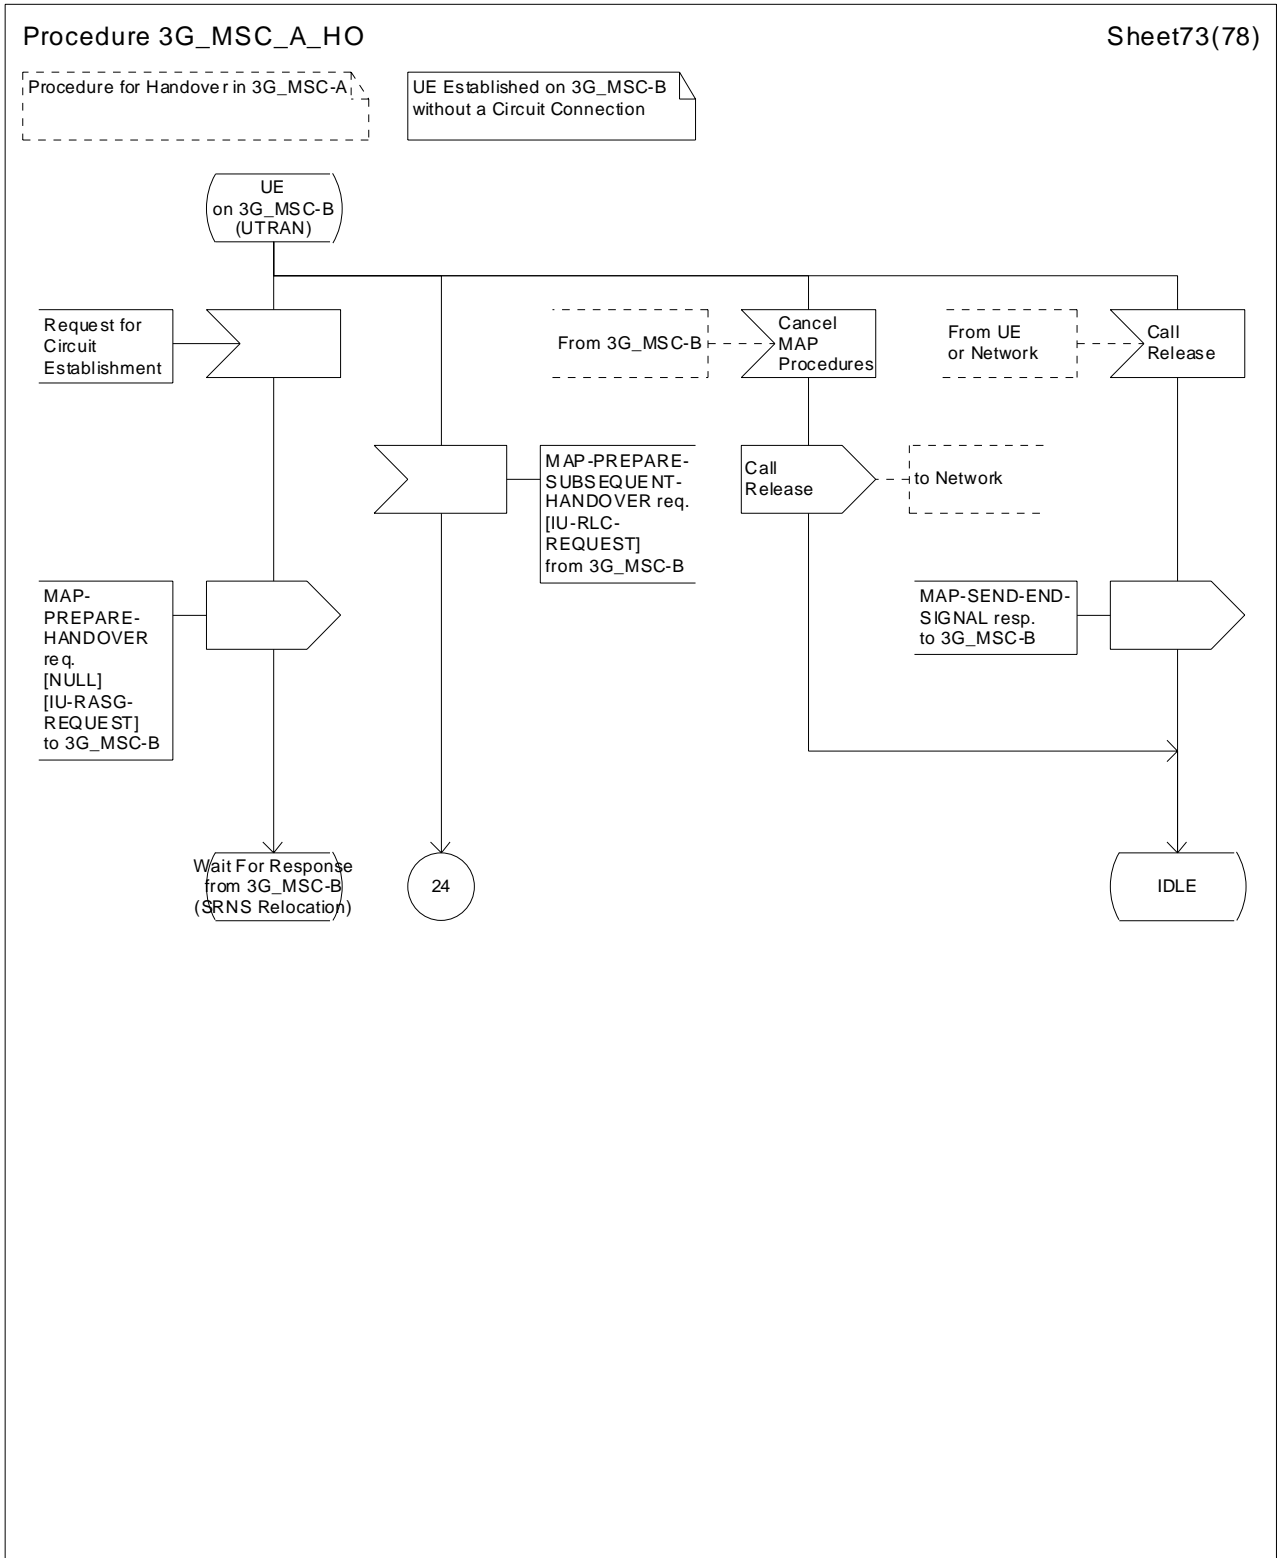 Procedure 3G_MSC_A_HO
Sheet73(78)
Procedure for Handover in 3G_MSC-A
UE Established on 3G_MSC-B
without a Circuit Connection
UE
on 3G_MSC-B
(UTRAN)
Request for
Circuit
Establishment
From 3G_MSC-B
Cancel
MAP
Procedures
From UE
or Network
Call
Release
MAP-PREPARE-
SUBSEQUENT-
HANDOVER req.
[IU-RLC-
REQUEST]
from 3G_MSC-B
Call
Release
to Network
MAP-
PREPARE-
HANDOVER
req.
[NULL]
[IU-RASG-
REQUEST]
to 3G_MSC-B
MAP-SEND-END-
SIGNAL resp.
to 3G_MSC-B
Wait For Response
from 3G_MSC-B
(SRNS Relocation)
24
IDLE